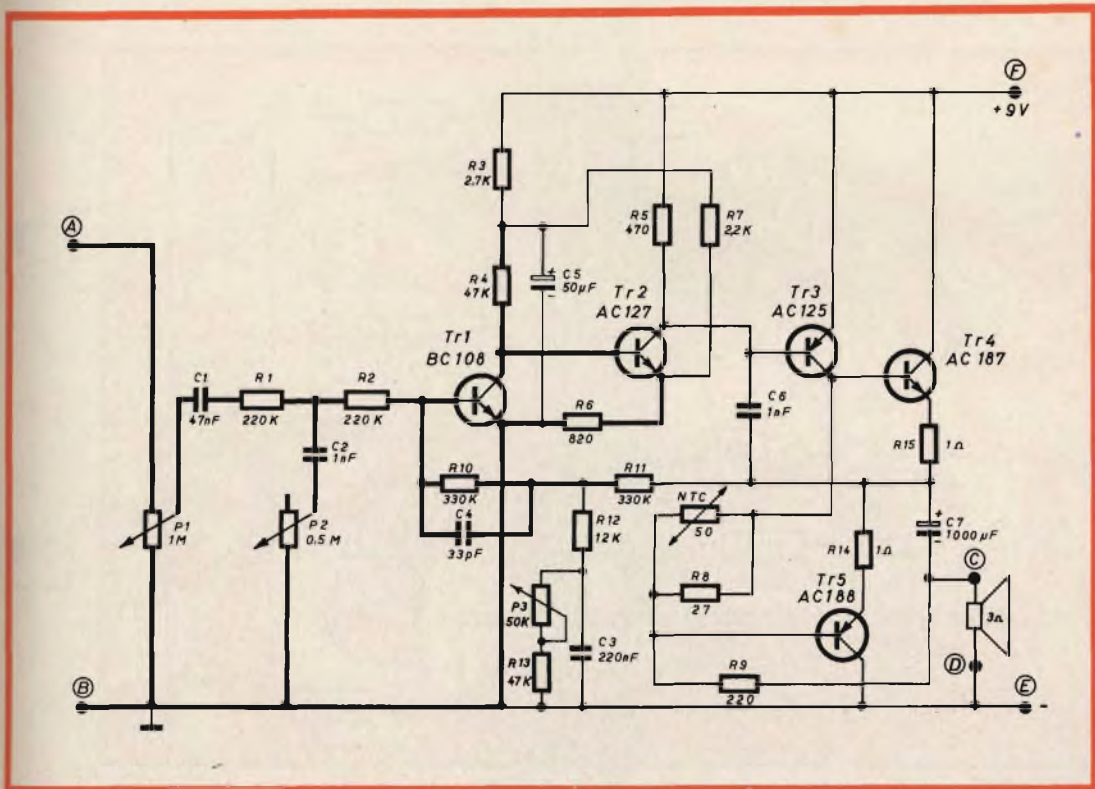 F
+ 9V
A
R3
2,7K
R5
470
R7
2,2K
R4
47K
+
C5
50µF
-
Tr2
AC127
Tr3
AC125
Tr1
BC108
Tr4
AC 187
C1
47nF
R1
220K
R2
220K
R6
820
C6
1nF
R15
1Ω
C2
1nF
R10
330K
R11
330K
C4
33pF
NTC
50
R12
12K
+
C7
1000µF
-
R14
1Ω
C
P1
1M
P2
0.5 M
R8
27
Tr5
AC188
3Ω
P3
50K
C3
220nF
D
R13
47K
R9
220
B
E
-